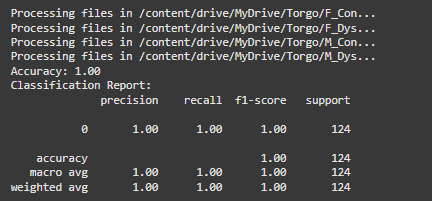 Processing files in /content/drive/MyDrive/Torgo/F_Con...
Processing files in /content/drive/MyDrive/Torgo/F_Dys...
Processing files in /content/drive/MyDrive/Torgo/M_Con...
Processing files in /content/drive/MyDrive/Torgo/M_Dys...
Accuracy: 1.00
Classification Report:
precision recall f1-score support
0 1.00 1.00 1.00 124
accuracy 1.00 124
macro avg 1.00 1.00 1.00 124
weighted avg 1.00 1.00 1.00 124